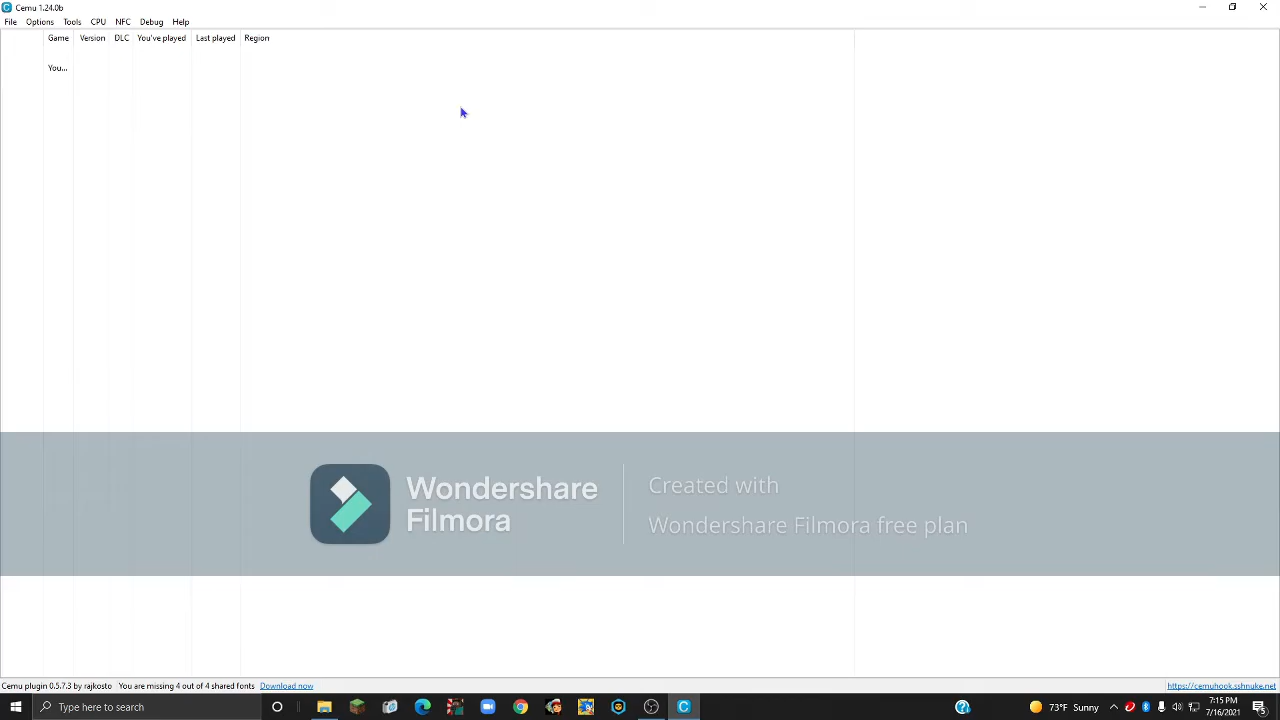 Cemu 1.24.0b
File Options Tools CPU NFC Debug Help
Game Version DLC You've played Last played Region
You...
Wondershare
Filmora
Created with
Wondershare Filmora free plan
Cemu plugin 0.5.7.3 by rajkosto You are missing 4 out of 4 shared fonts Download now https://cemuhook.sshnuke.net
Type here to search
73°F Sunny
7:15 PM
7/16/2021